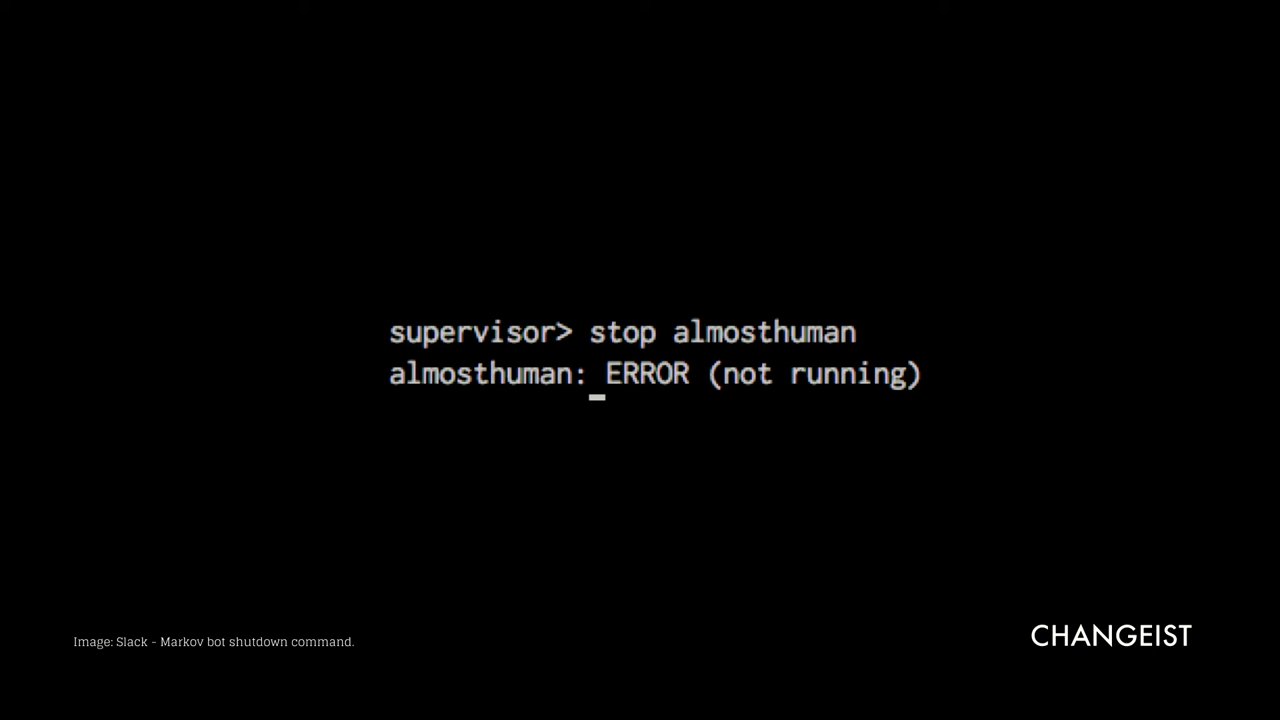 supervisor> stop almosthuman
almosthuman: ERROR (not running)
Image: Slack - Markov bot shutdown command.
CHANGEIST